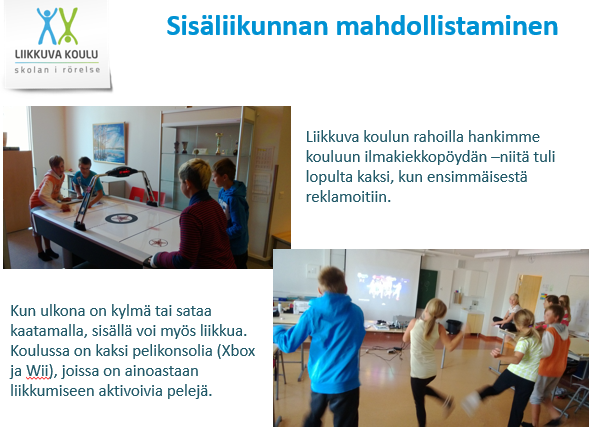 LIIKKUVA KOULU
skolan i rörelse
Sisäliikunnan mahdollistaminen
Liikkuva koulun rahoilla hankimme
kouluun ilmakiekkopöydän –niitä tuli
lopulta kaksi, kun ensimmäisestä
reklamoitiin.
Kun ulkona on kylmä tai sataa
kaatamalla, sisällä voi myös liikkua.
Koulussa on kaksi pelikonsolia (Xbox
ja Wii), joissa on ainoastaan
liikkumiseen aktivoivia pelejä.